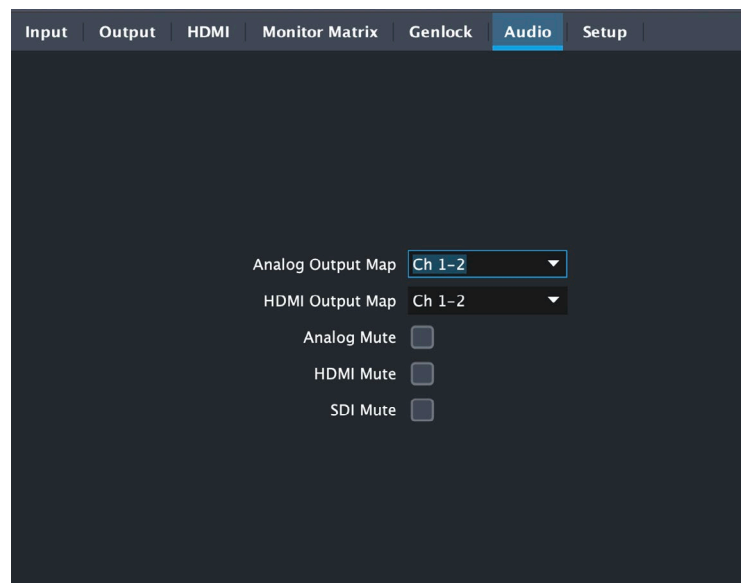 Input Output HDMI Monitor Matrix Genlock Audio Setup
Analog Output Map Ch 1-2
HDMI Output Map Ch 1-2
Analog Mute
HDMI Mute
SDI Mute